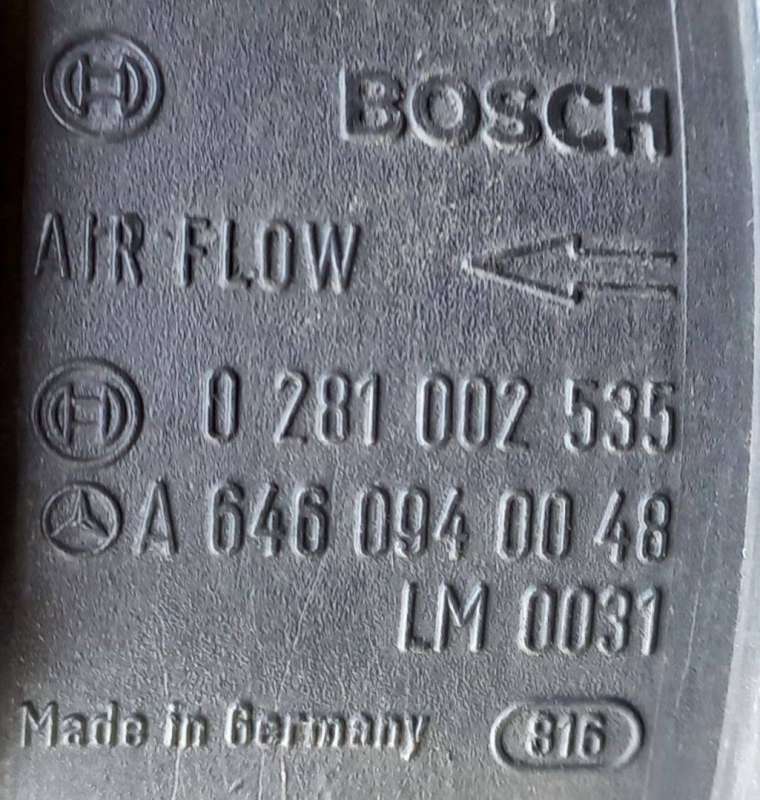 BOSCH
AIR FLOW
0 281 002 535
A 646 094 00 48
LM 0031
Made in Germany 816